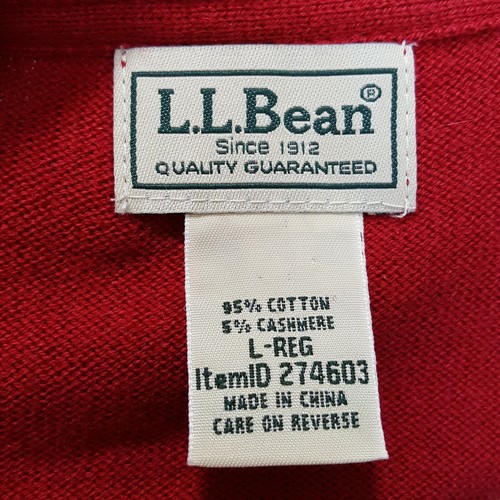 L.L.Bean®
Since 1912
QUALITY GUARANTEED
95% COTTON
5% CASHMERE
L-REG
ItemID 274603
MADE IN CHINA
CARE ON REVERSE